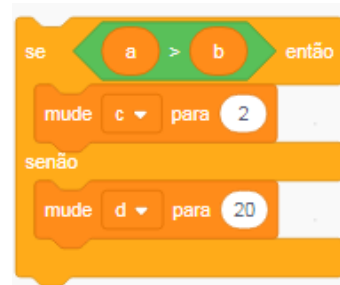 se a > b então
mude c para 2
senão
mude d para 20